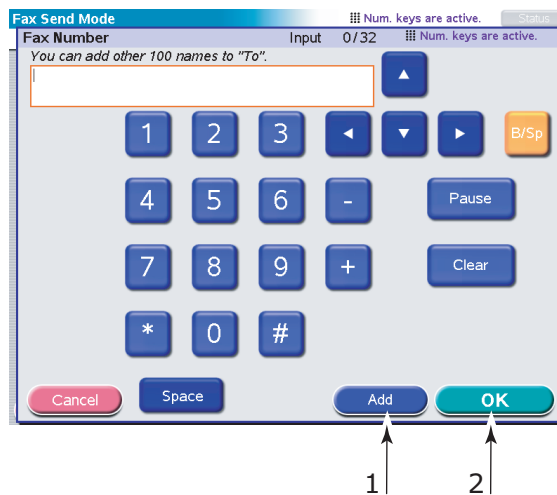 Fax Send Mode Num. keys are active. Status
Fax Number Input 0/32 Num. keys are active.
You can add other 100 names to "To".
1 2 3 B/Sp
4 5 6 - Pause
7 8 9 + Clear
* 0 #
Cancel Space Add OK
1 2